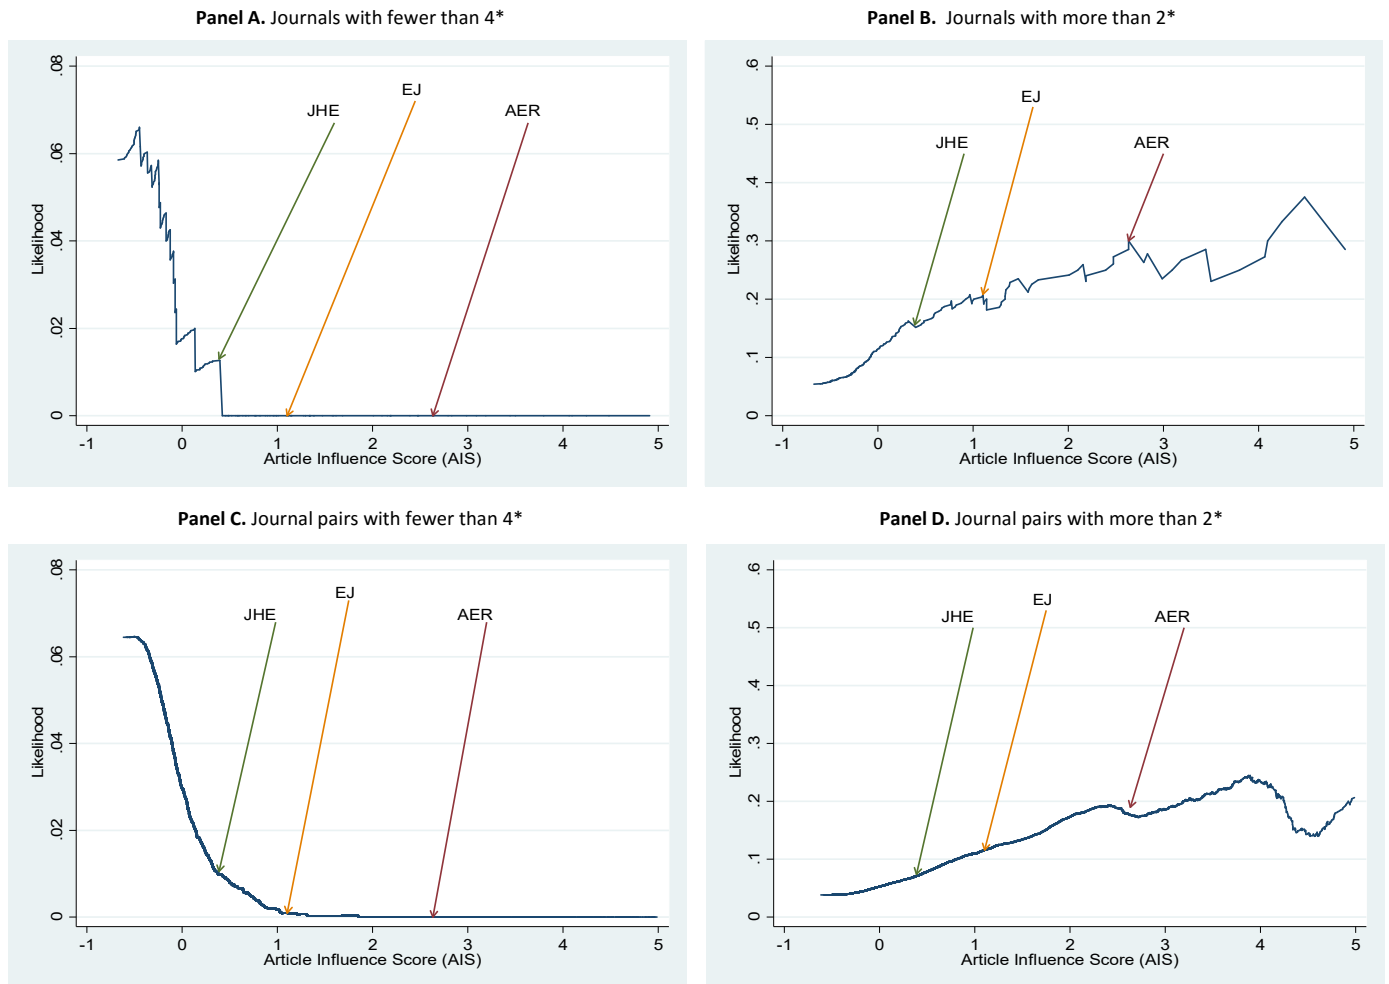 Panel A. Journals with fewer than 4*
Panel B. Journals with more than 2*
.08
.06
.04
.02
0
Likelihood
JHE
EJ
AER
-1 0 1 2 3 4 5
Article Influence Score (AIS)
.6
.5
.4
.3
.2
.1
0
Likelihood
JHE
EJ
AER
-1 0 1 2 3 4 5
Article Influence Score (AIS)
Panel C. Journal pairs with fewer than 4*
Panel D. Journal pairs with more than 2*
.08
.06
.04
.02
0
Likelihood
JHE
EJ
AER
-1 0 1 2 3 4 5
Article Influence Score (AIS)
.6
.5
.4
.3
.2
.1
0
Likelihood
JHE
EJ
AER
-1 0 1 2 3 4 5
Article Influence Score (AIS)